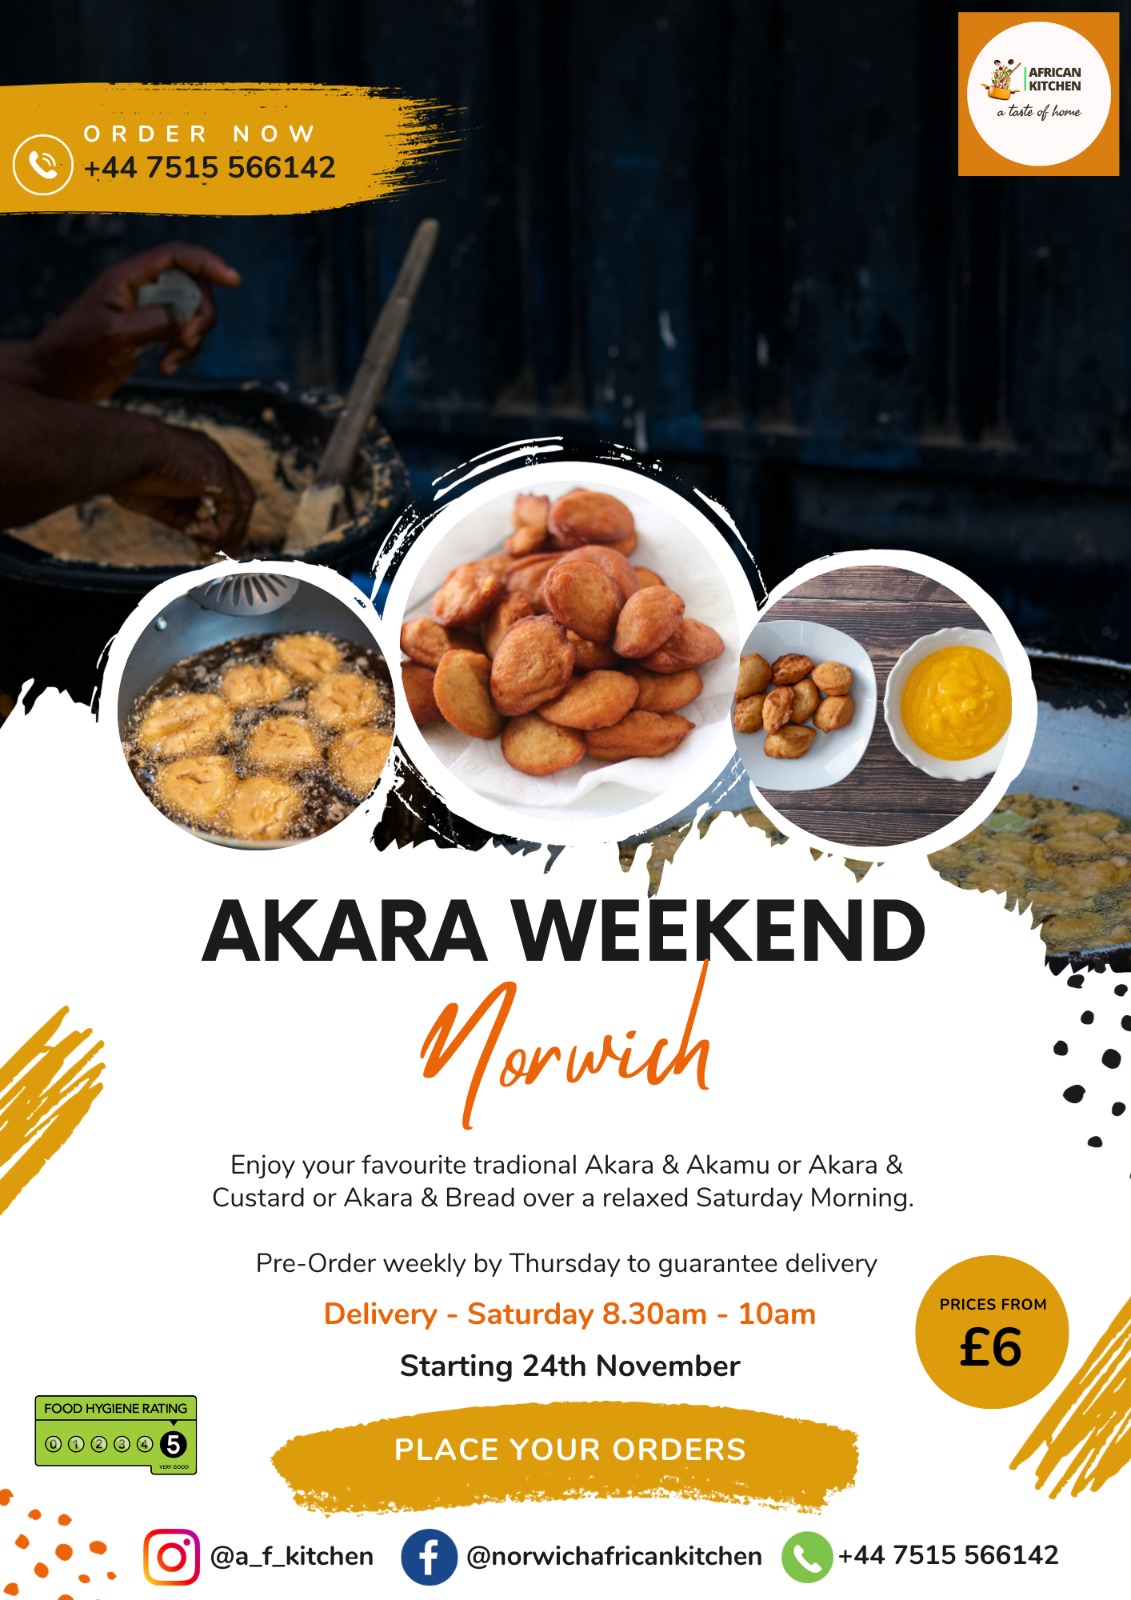 AFRICAN
KITCHEN
a taste of home
ORDER NOW
+44 7515 566142
AKARA WEEKEND
Norwich
Enjoy your favourite tradional Akara & Akamu or Akara &
Custard or Akara & Bread over a relaxed Saturday Morning.
Pre-Order weekly by Thursday to guarantee delivery
Delivery - Saturday 8.30am - 10am
Starting 24th November
PRICES FROM
£6
FOOD HYGIENE RATING
0 1 2 3 4 5
VERY GOOD
PLACE YOUR ORDERS
@a_f_kitchen
@norwichafricankitchen
+44 7515 566142